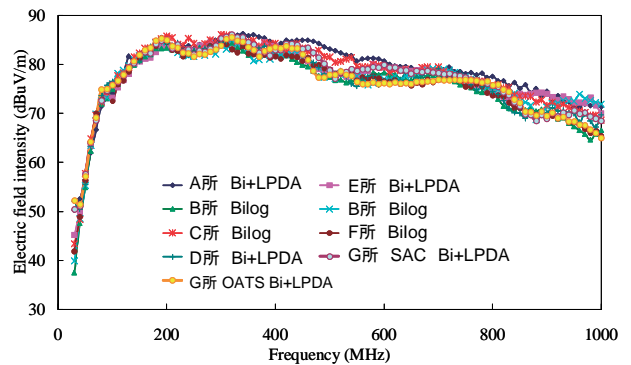 Electric field intensity (dBuV/m)
90
80
70
60
50
40
30
0
200
400
600
800
1000
Frequency (MHz)
A所 Bi+LPDA
B所 Bilog
C所 Bilog
D所 Bi+LPDA
G所 OATS Bi+LPDA
E所 Bi+LPDA
B所 Bilog
F所 Bilog
G所 SAC Bi+LPDA